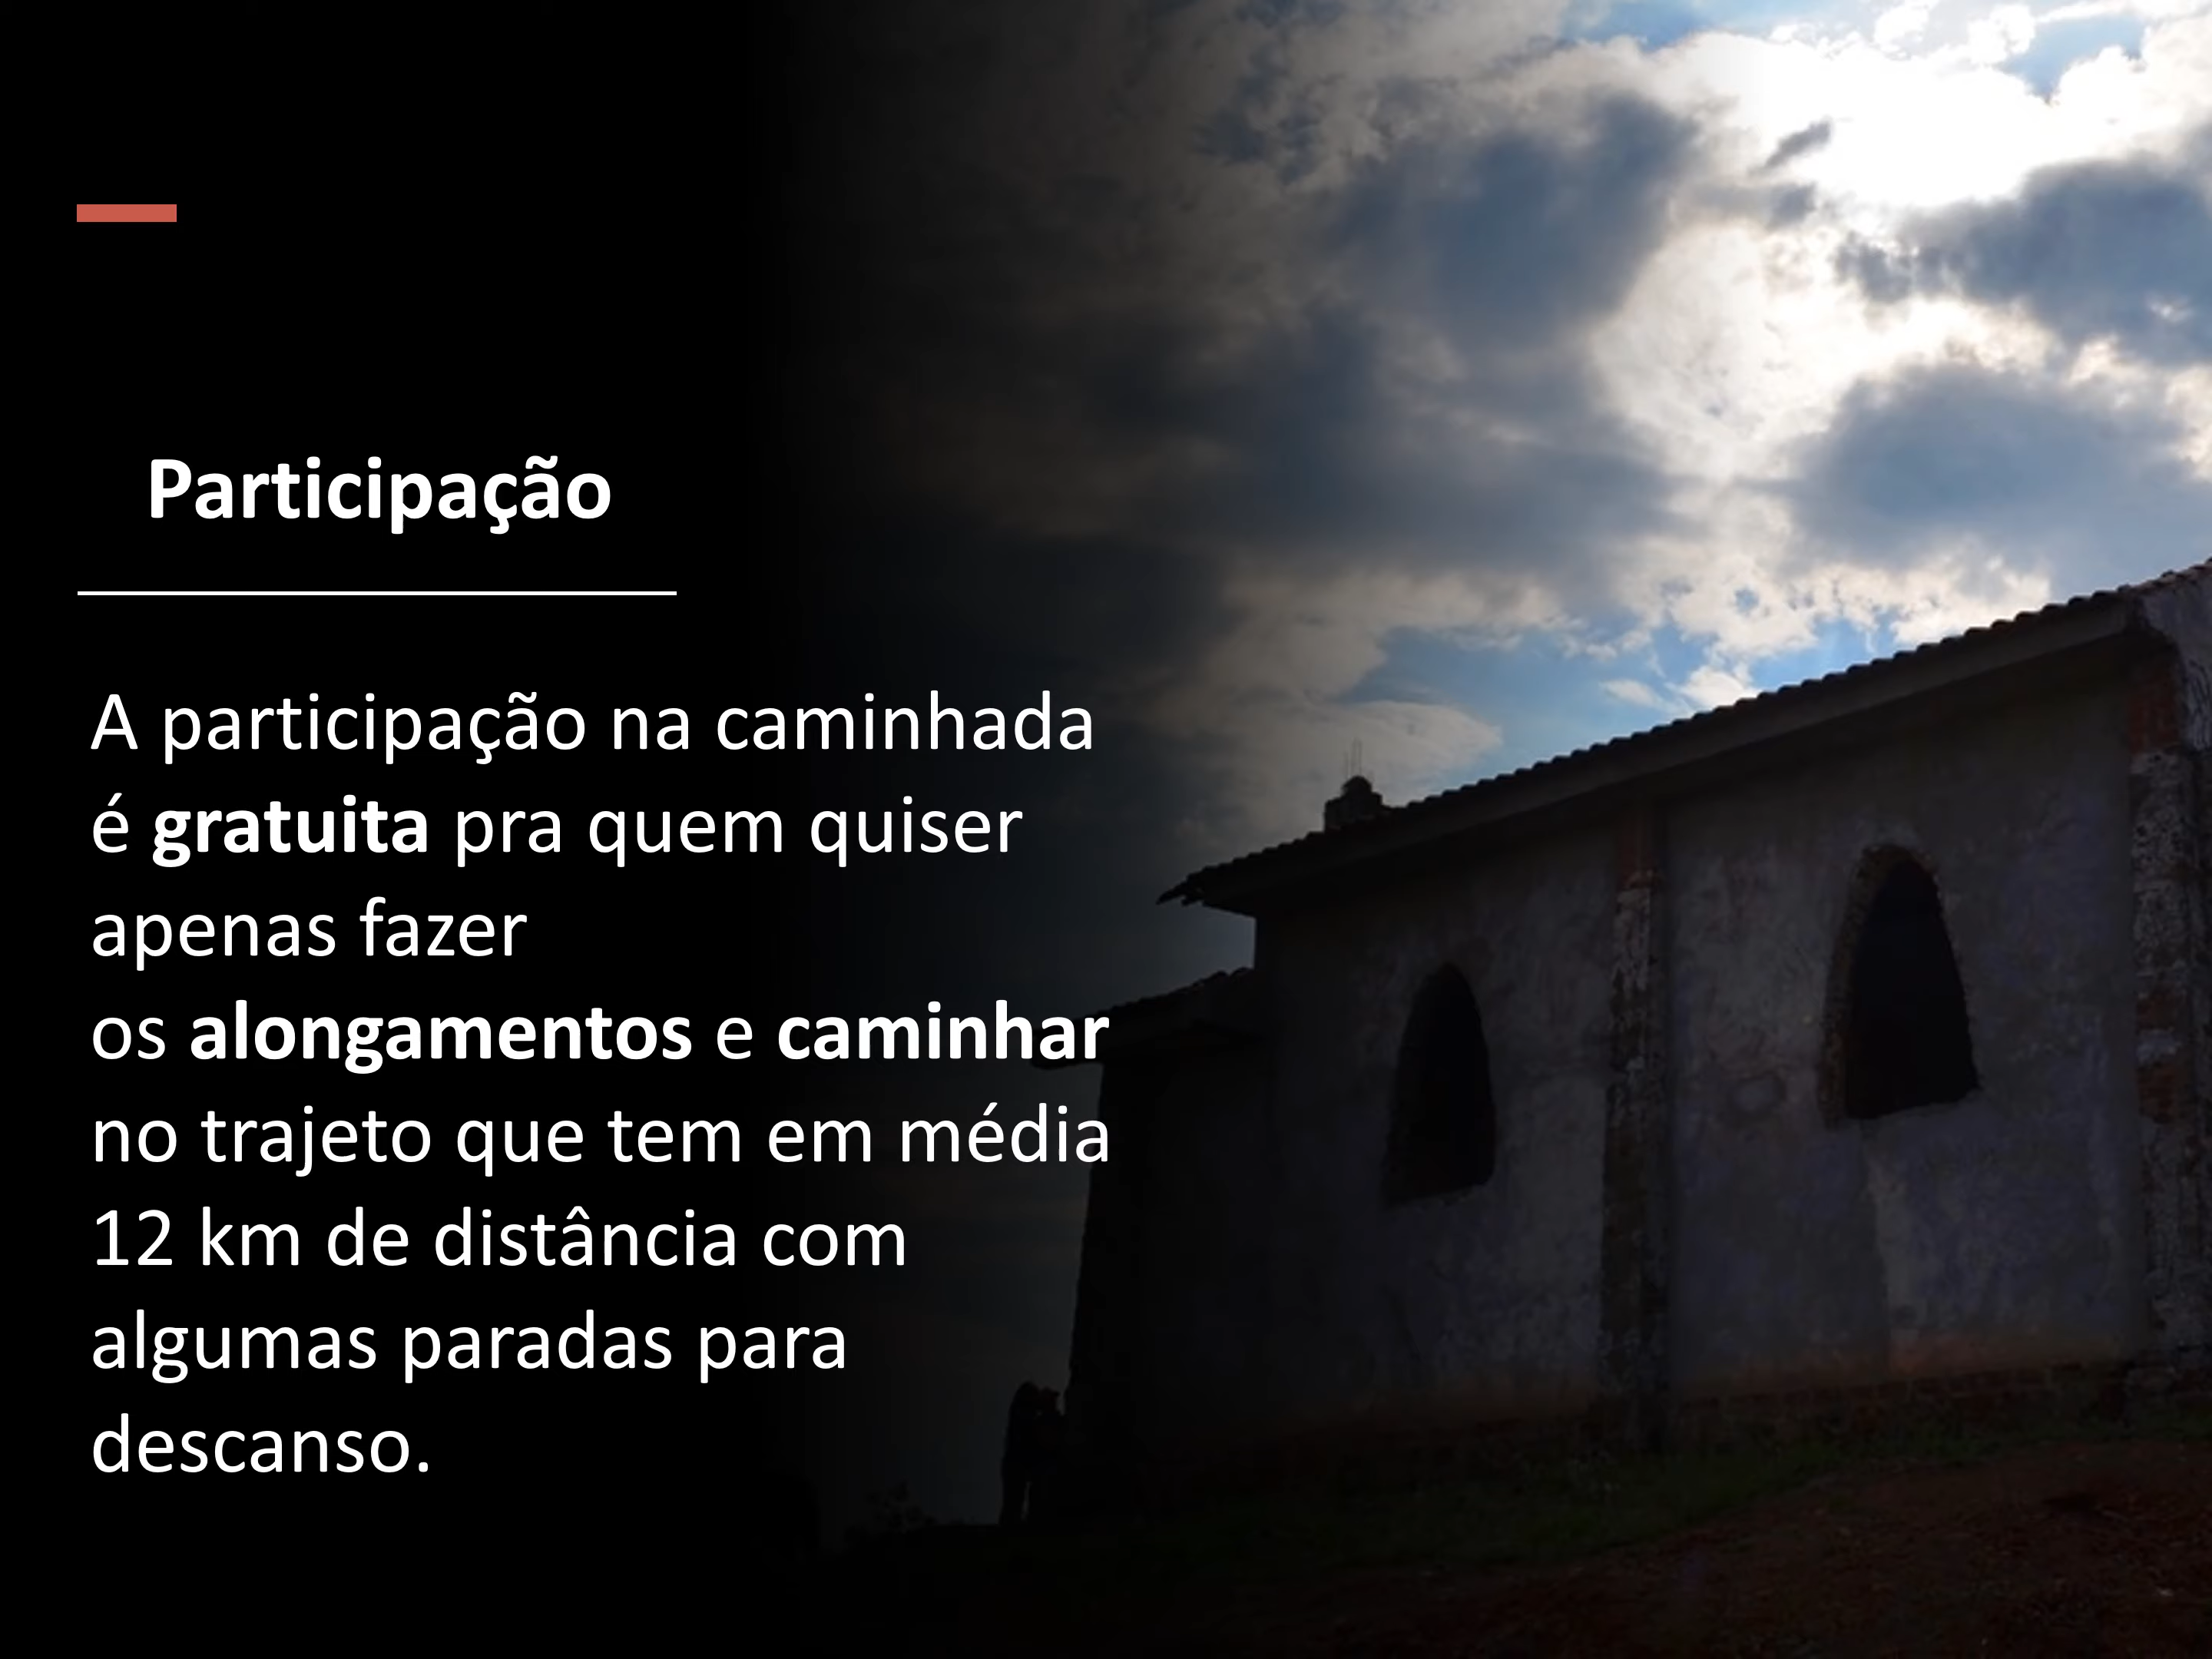 Participação
A participação na caminhada
é gratuita pra quem quiser
apenas fazer
os alongamentos e caminhar
no trajeto que tem em média
12 km de distância com
algumas paradas para
descanso.